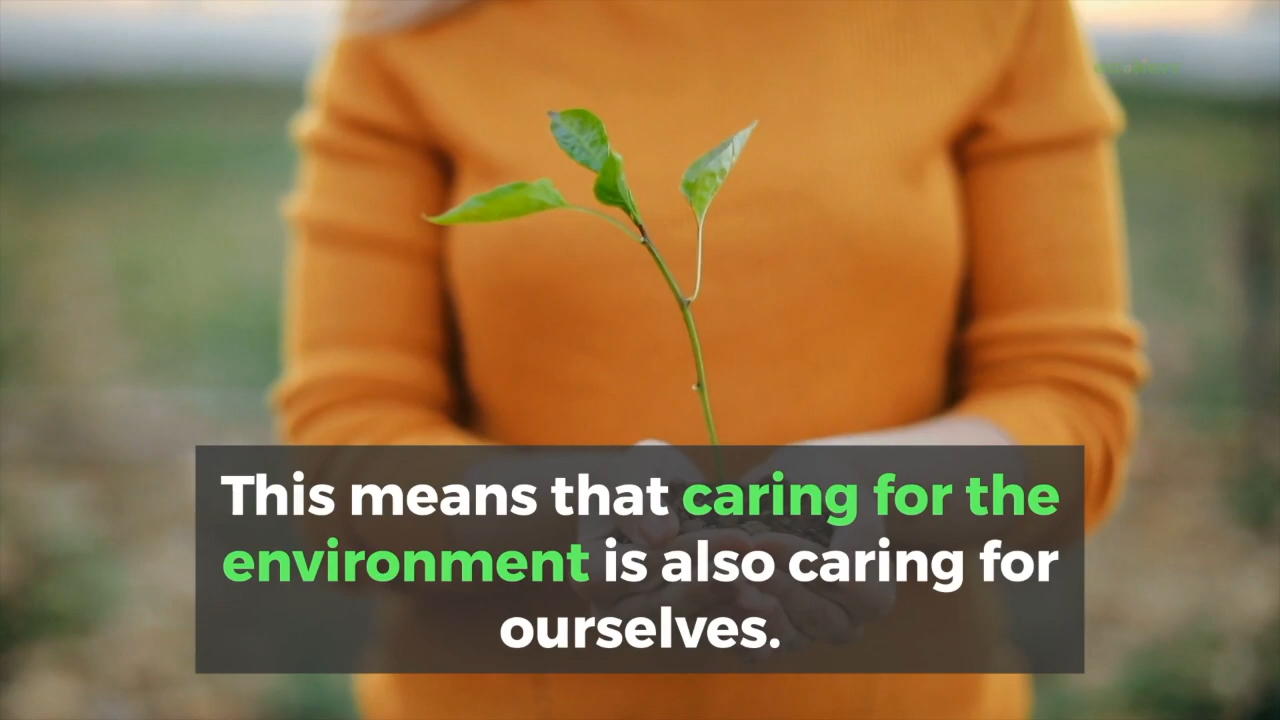 This means that caring for the
environment is also caring for
ourselves.